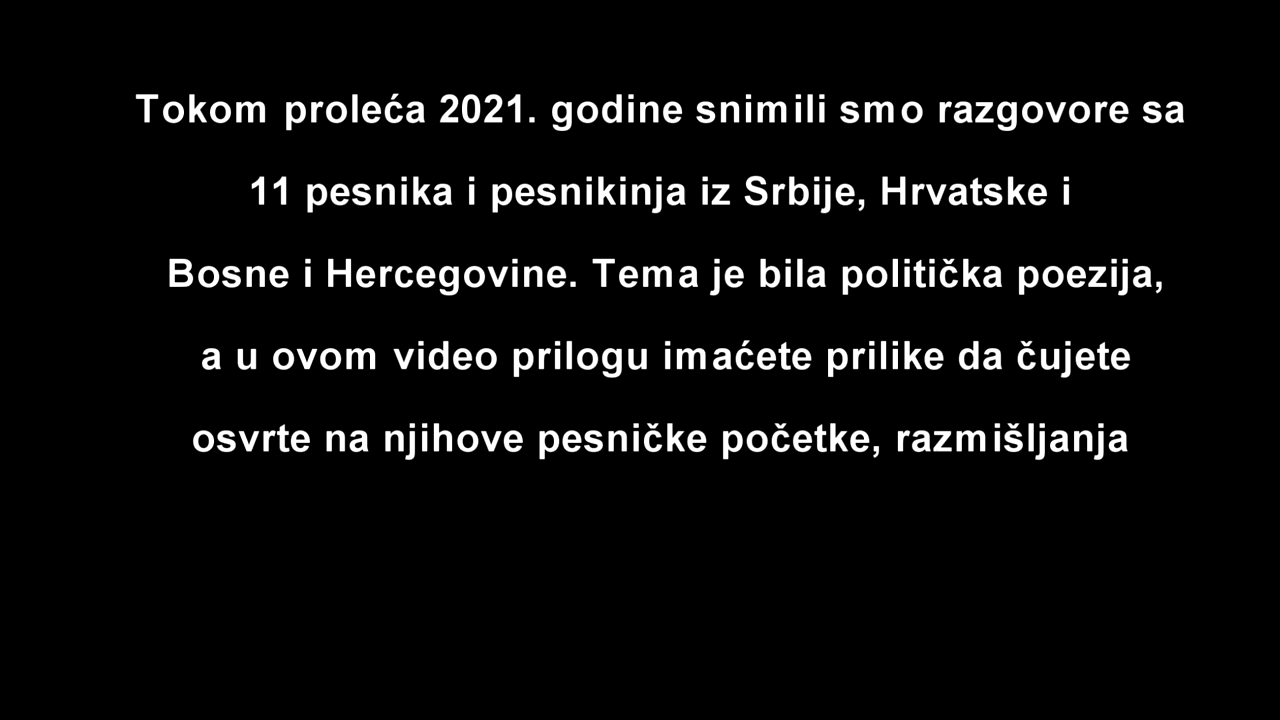 Tokom proleća 2021. godine snimili smo razgovore sa
11 pesnika i pesnikinja iz Srbije, Hrvatske i
Bosne i Hercegovine. Tema je bila politička poezija,
a u ovom video prilogu imaćete prilike da čujete
osvrte na njihove pesničke početke, razmišljanja